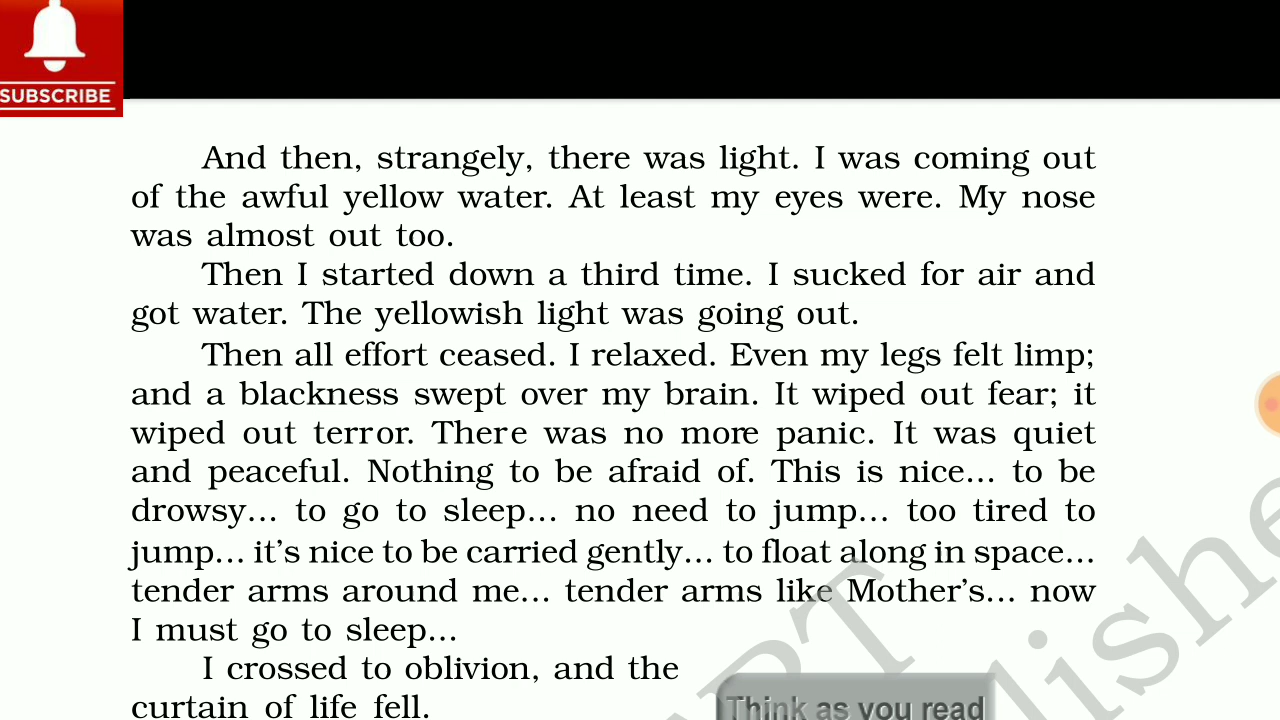 SUBSCRIBE
And then, strangely, there was light. I was coming out
of the awful yellow water. At least my eyes were. My nose
was almost out too.
Then I started down a third time. I sucked for air and
got water. The yellowish light was going out.
Then all effort ceased. I relaxed. Even my legs felt limp;
and a blackness swept over my brain. It wiped out fear; it
wiped out terror. There was no more panic. It was quiet
and peaceful. Nothing to be afraid of. This is nice... to be
drowsy... to go to sleep... no need to jump... too tired to
jump... it's nice to be carried gently... to float along in space...
tender arms around me... tender arms like Mother's... now
I must go to sleep...
I crossed to oblivion, and the
curtain of life fell.
Think as you read